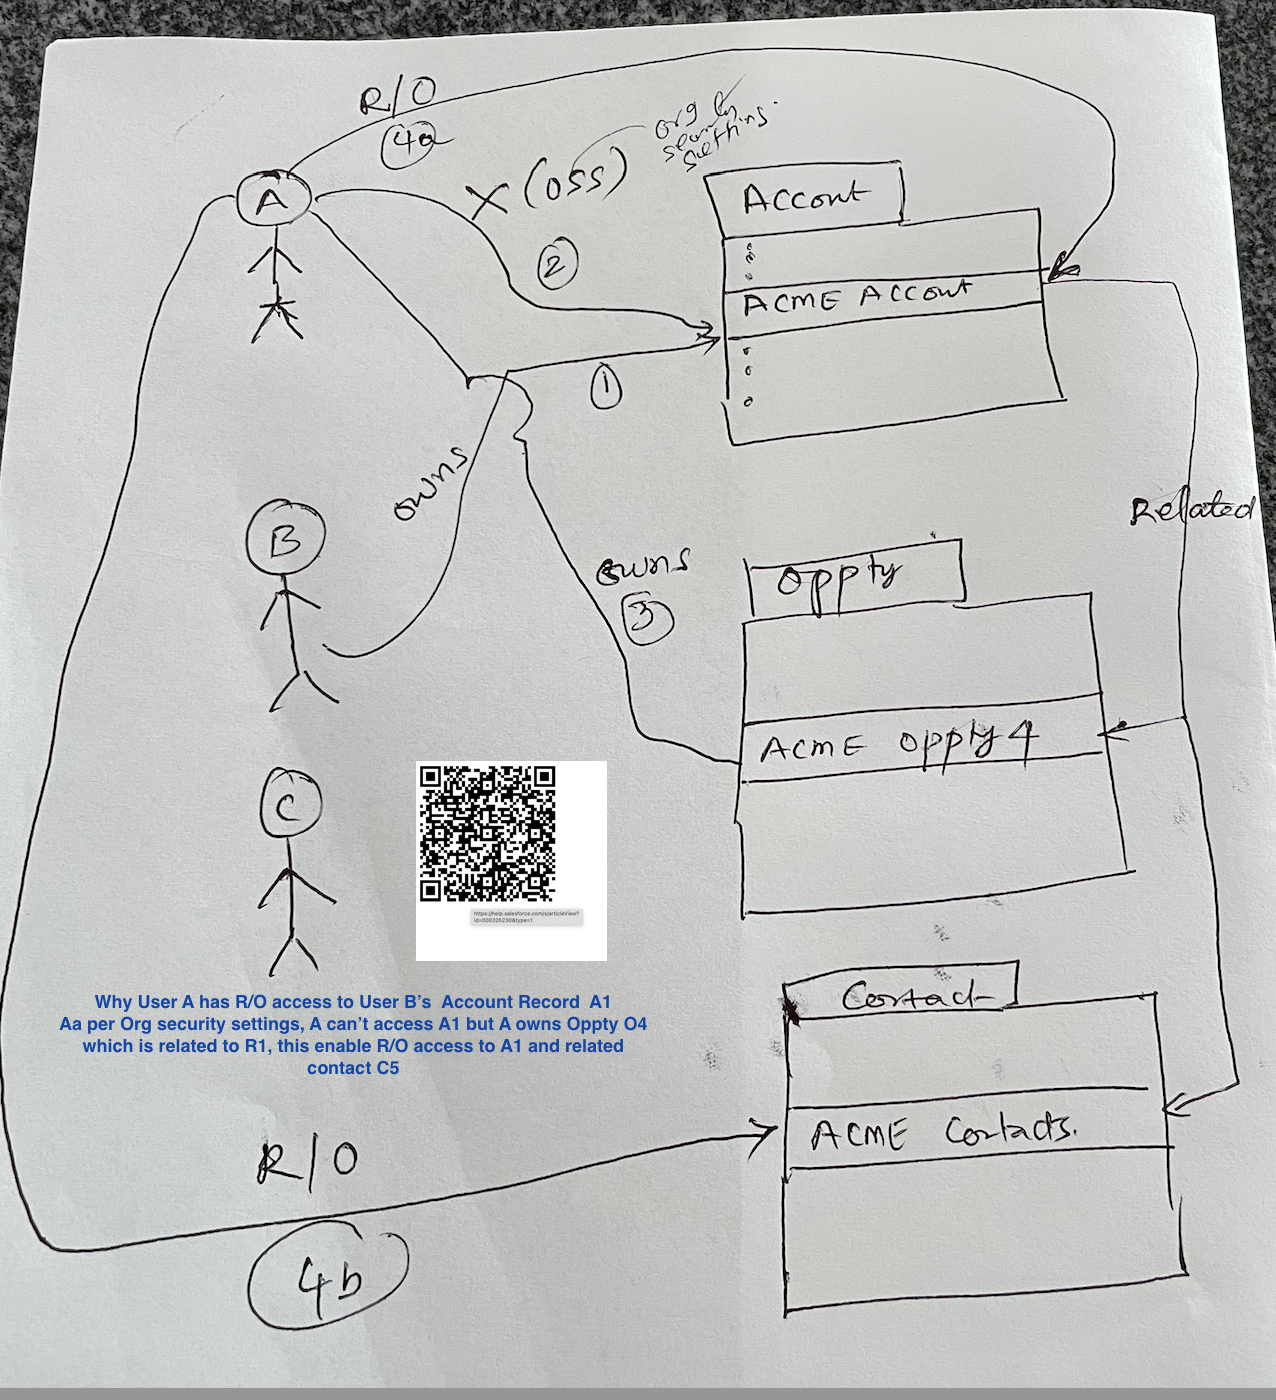 R/O
4a
org
security
setting.
X (OSS)
A
2
Accont
ACME Accont
1
owns
B
Related
owns
3
Oppty
ACME Oppty 4
C
https://help.salesforce.com/s/articleView?
id=000325230&type=1
Why User A has R/O access to User B's Account Record A1
Aa per Org security settings, A can't access A1 but A owns Oppty O4
which is related to R1, this enable R/O access to A1 and related
contact C5
Contact
ACME Contacts.
R/O
4b